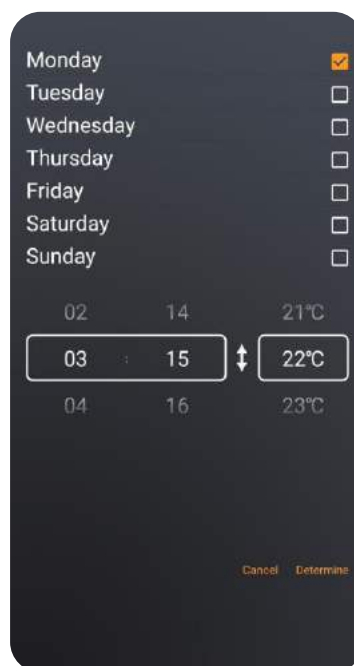 Monday
Tuesday
Wednesday
Thursday
Friday
Saturday
Sunday
02 14 21°C
03 : 15 22°C
04 16 23°C
Cancel Determine